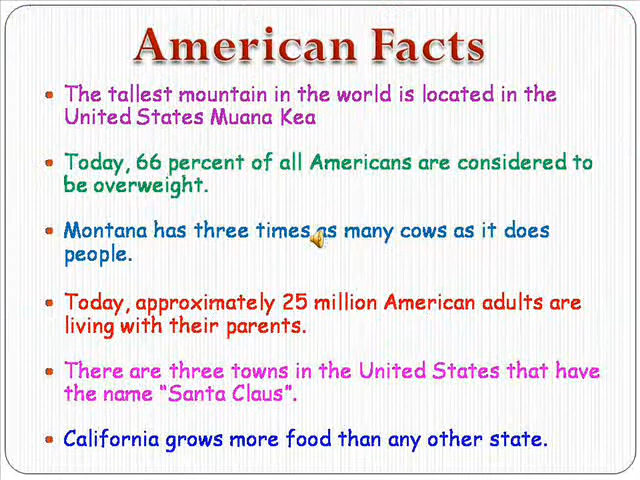 American Facts
• The tallest mountain in the world is located in the
United States Muana Kea
• Today, 66 percent of all Americans are considered to
be overweight.
• Montana has three times as many cows as it does
people.
• Today, approximately 25 million American adults are
living with their parents.
• There are three towns in the United States that have
the name “Santa Claus”.
• California grows more food than any other state.